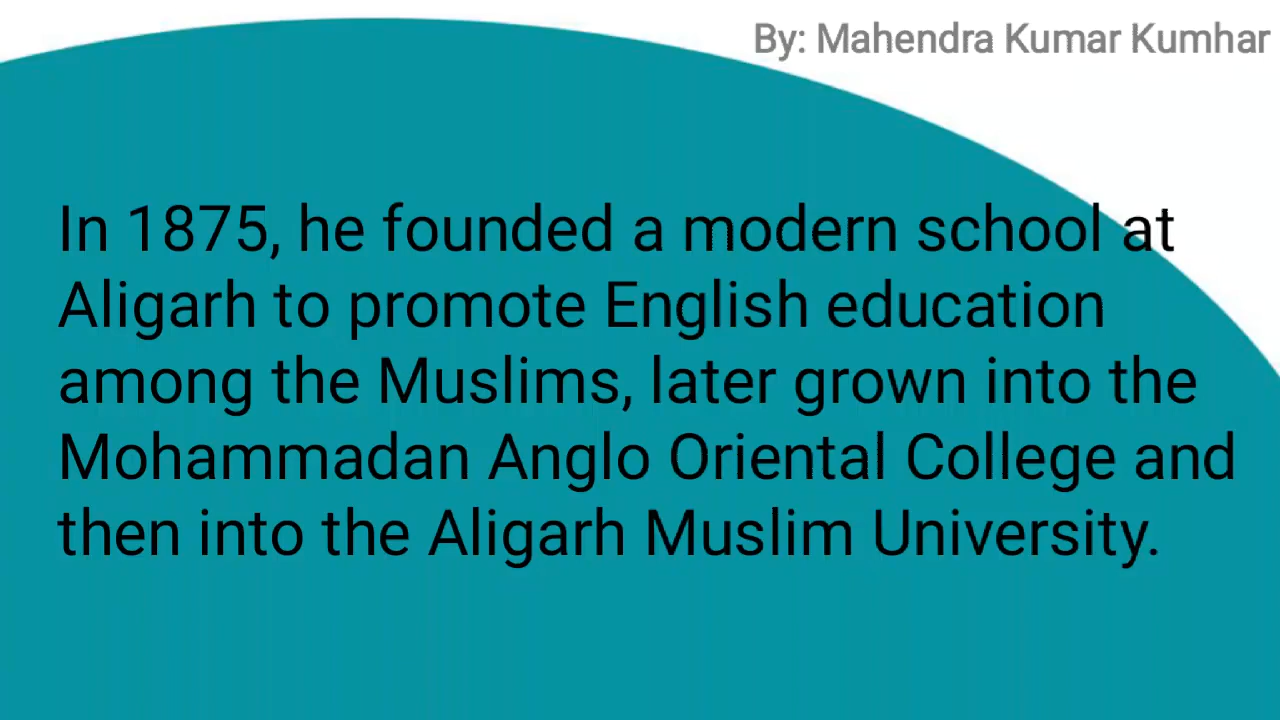 By: Mahendra Kumar Kumhar
In 1875, he founded a modern school at
Aligarh to promote English education
among the Muslims, later grown into the
Mohammadan Anglo Oriental College and
then into the Aligarh Muslim University.